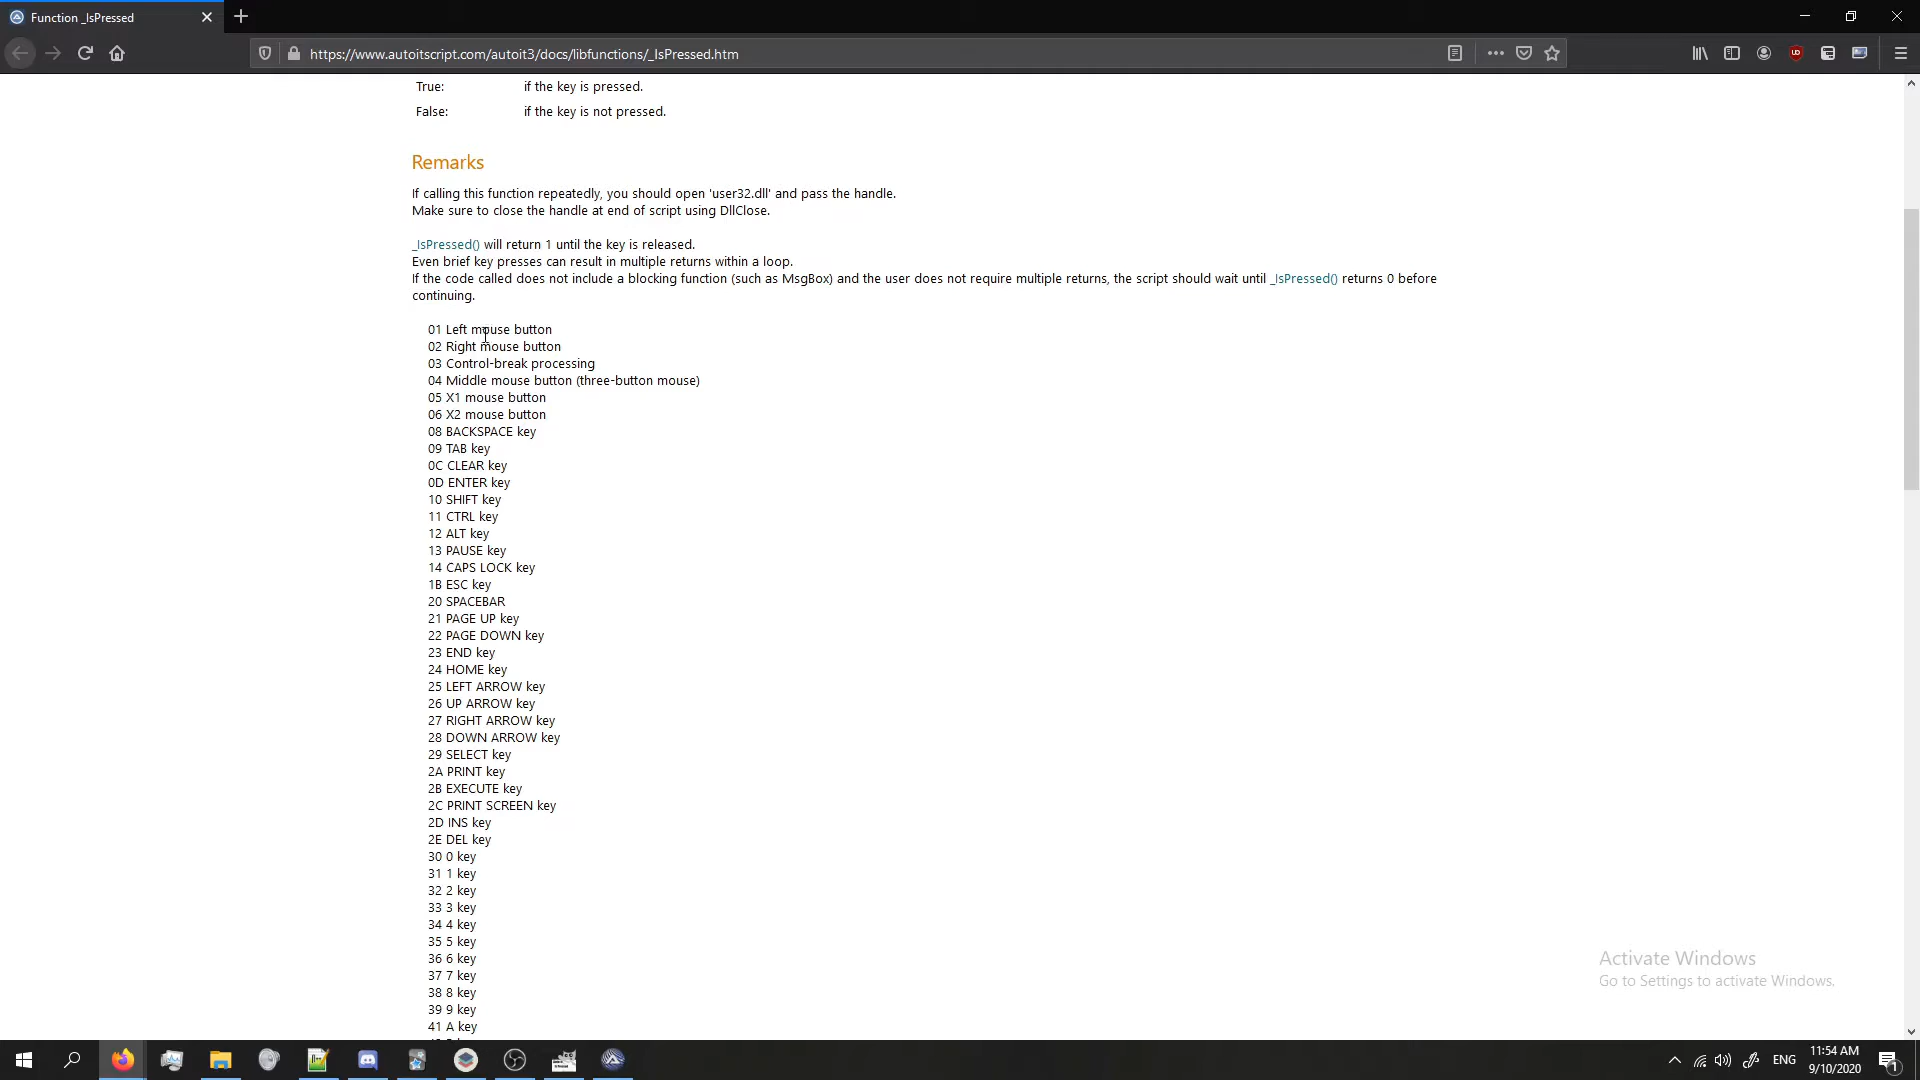 Function _IsPressed
https://www.autoitscript.com/autoit3/docs/libfunctions/_IsPressed.htm
True: if the key is pressed.
False: if the key is not pressed.
Remarks
If calling this function repeatedly, you should open 'user32.dll' and pass the handle.
Make sure to close the handle at end of script using DllClose.
_IsPressed() will return 1 until the key is released.
Even brief key presses can result in multiple returns within a loop.
If the code called does not include a blocking function (such as MsgBox) and the user does not require multiple returns, the script should wait until _IsPressed() returns 0 before
continuing.
01 Left mouse button
02 Right mouse button
03 Control-break processing
04 Middle mouse button (three-button mouse)
05 X1 mouse button
06 X2 mouse button
08 BACKSPACE key
09 TAB key
0C CLEAR key
0D ENTER key
10 SHIFT key
11 CTRL key
12 ALT key
13 PAUSE key
14 CAPS LOCK key
1B ESC key
20 SPACEBAR
21 PAGE UP key
22 PAGE DOWN key
23 END key
24 HOME key
25 LEFT ARROW key
26 UP ARROW key
27 RIGHT ARROW key
28 DOWN ARROW key
29 SELECT key
2A PRINT key
2B EXECUTE key
2C PRINT SCREEN key
2D INS key
2E DEL key
30 0 key
31 1 key
32 2 key
33 3 key
34 4 key
35 5 key
36 6 key
37 7 key
38 8 key
39 9 key
41 A key
Activate Windows
Go to Settings to activate Windows.
ENG
11:54 AM
9/10/2020
1